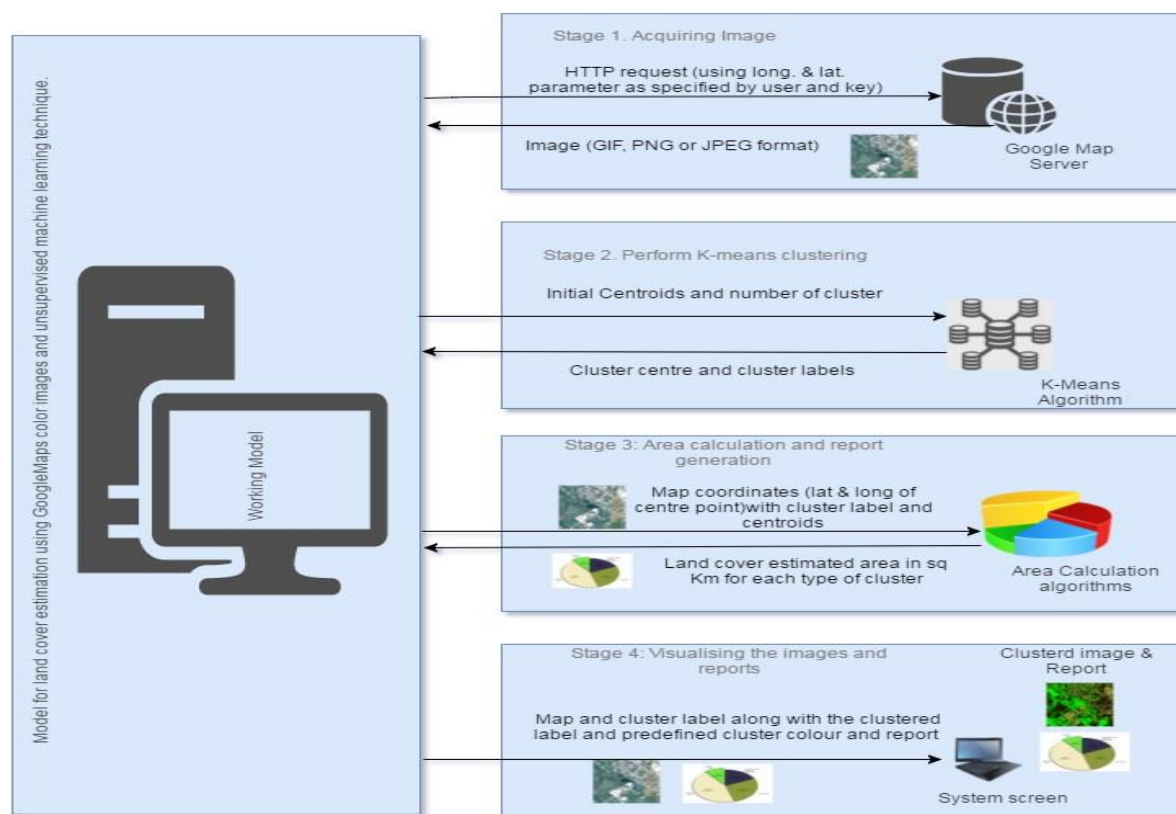 Model for land cover estimation using GoogleMaps color images and unsupervised machine learning technique.
Working Model
Stage 1. Acquiring Image
HTTP request (using long. & lat.
parameter as specified by user and key)
Image (GIF, PNG or JPEG format)
Google Map
Server
Stage 2. Perform K-means clustering
Initial Centroids and number of cluster
Cluster centre and cluster labels
K-Means
Algorithm
Stage 3: Area calculation and report
generation
Map coordinates (lat & long of
centre point)with cluster label and
centroids
Land cover estimated area in sq
Km for each type of cluster
Area Calculation
algorithms
Stage 4: Visualising the images and
reports
Clusterd image &
Report
Map and cluster label along with the clustered
label and predefined cluster colour and report
System screen